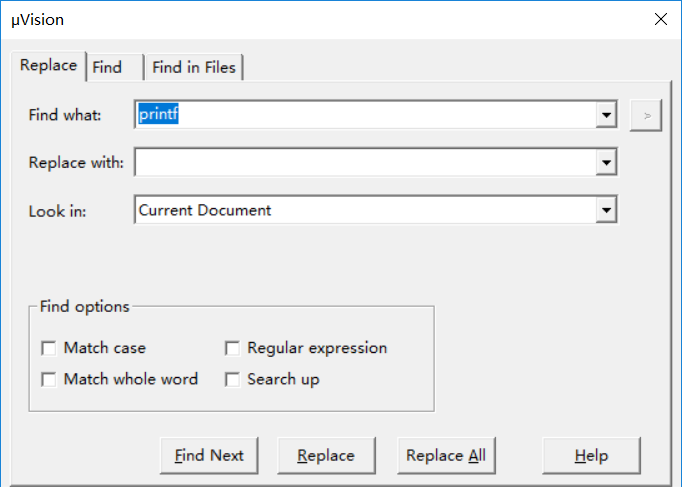 µVision
Replace Find Find in Files
Find what: printf >
Replace with:
Look in: Current Document
Find options
Match case Regular expression
Match whole word Search up
Find Next Replace Replace All Help